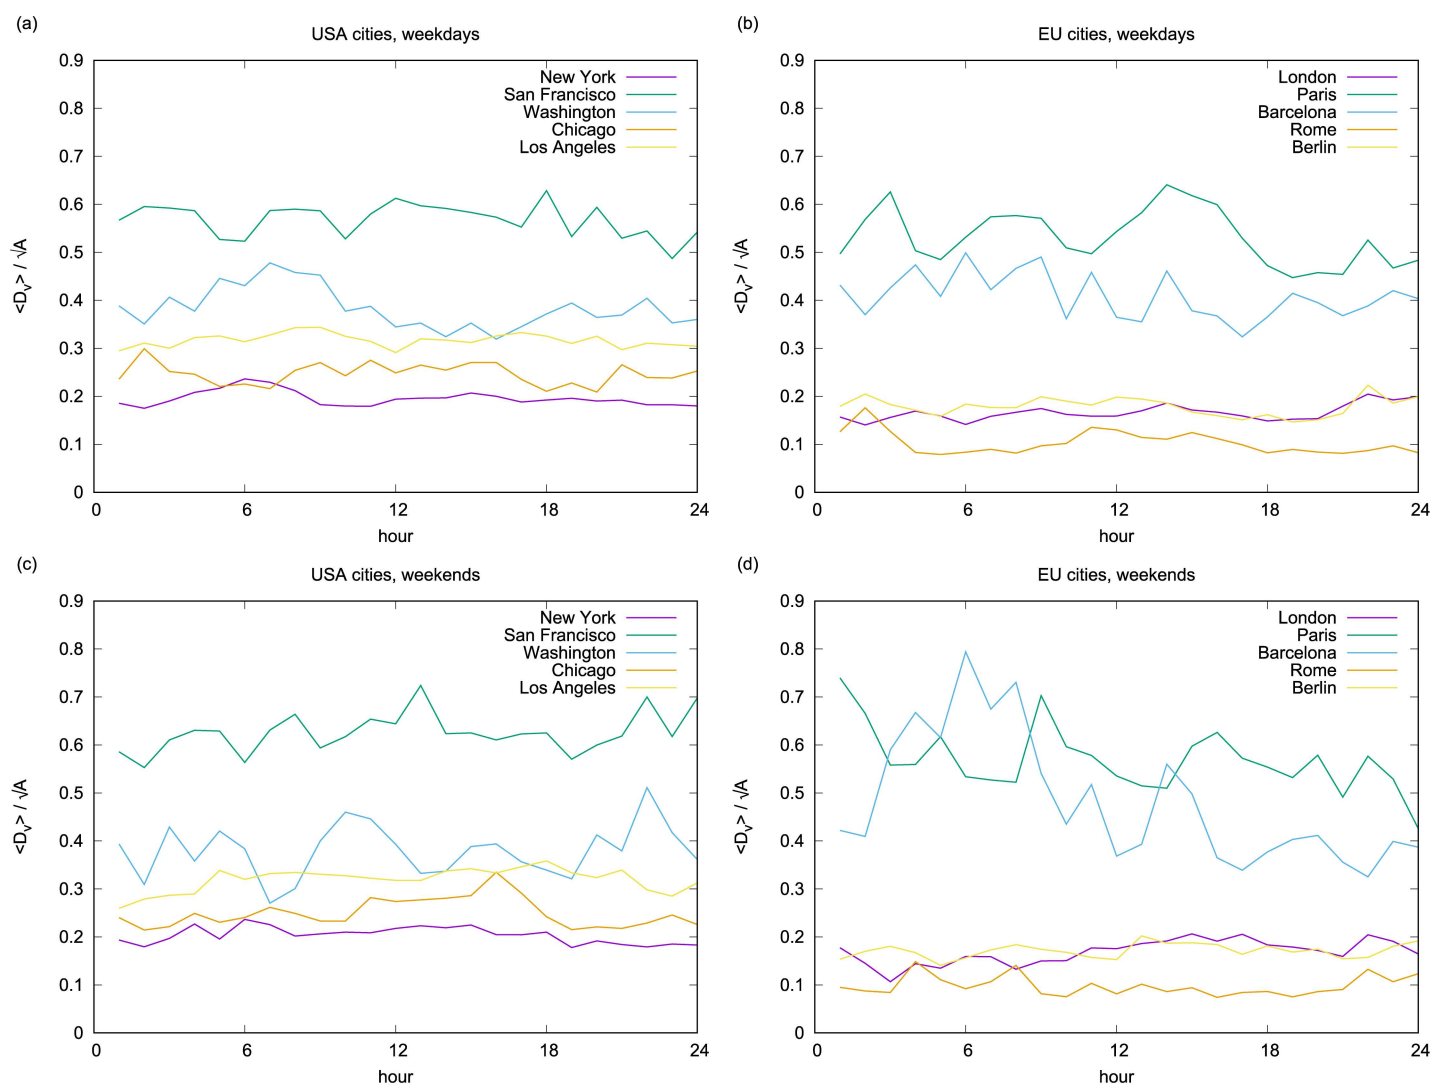 (a)
USA cities, weekdays
0.9
0.8
0.7
0.6
0.5
0.4
0.3
0.2
0.1
0
<D_v> / √A
New York
San Francisco
Washington
Chicago
Los Angeles
0 6 12 18 24
hour
(b)
EU cities, weekdays
0.9
0.8
0.7
0.6
0.5
0.4
0.3
0.2
0.1
0
<D_v> / √A
London
Paris
Barcelona
Rome
Berlin
0 6 12 18 24
hour
(c)
USA cities, weekends
0.9
0.8
0.7
0.6
0.5
0.4
0.3
0.2
0.1
0
<D_v> / √A
New York
San Francisco
Washington
Chicago
Los Angeles
0 6 12 18 24
hour
(d)
EU cities, weekends
0.9
0.8
0.7
0.6
0.5
0.4
0.3
0.2
0.1
0
<D_v> / √A
London
Paris
Barcelona
Rome
Berlin
0 6 12 18 24
hour